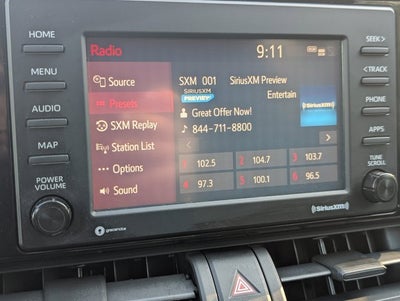 HOME
MENU
AUDIO
MAP
POWER
VOLUME
Radio
9:11
Source
Presets
SXM Replay
Station List
Options
Sound
SXM 001 SiriusXM Preview
SIRIUSXM
PREVIEW
Entertain
Great Offer Now!
844-711-8800
SiriusXM
1 102.5
2 104.7
3 103.7
4 97.3
5 100.1
6 96.5
SEEK >
< TRACK
PHONE
APPS
TUNE
SCROLL
gracenote
SiriusXM